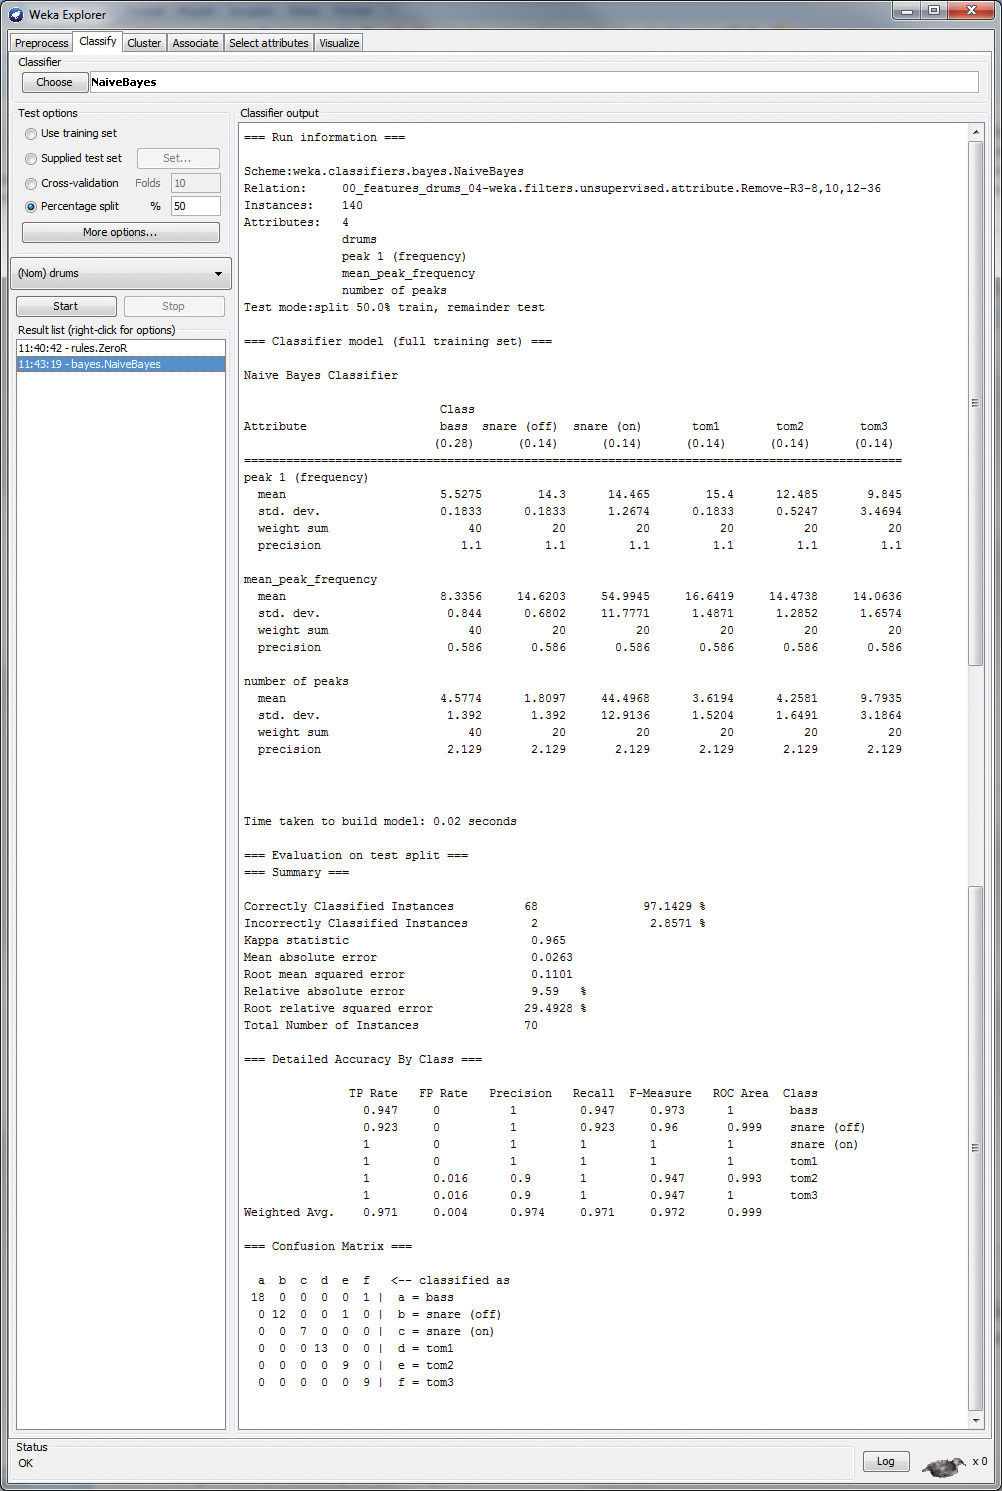 Weka Explorer
Preprocess Classify Cluster Associate Select attributes Visualize
Classifier
Choose NaiveBayes
Test options
Use training set
Supplied test set Set...
Cross-validation Folds 10
Percentage split % 50
More options...
(Nom) drums
Start Stop
Result list (right-click for options)
11:40:42 - rules.ZeroR
11:43:19 - bayes.NaiveBayes
Classifier output
=== Run information ===
Scheme:weka.classifiers.bayes.NaiveBayes
Relation: 00_features_drums_04-weka.filters.unsupervised.attribute.Remove-R3-8,10,12-36
Instances: 140
Attributes: 4
drums
peak 1 (frequency)
mean_peak_frequency
number of peaks
Test mode:split 50.0% train, remainder test
=== Classifier model (full training set) ===
Naive Bayes Classifier
Class
Attribute bass snare (off) snare (on) tom1 tom2 tom3
(0.28) (0.14) (0.14) (0.14) (0.14) (0.14)
==============================================================================================
peak 1 (frequency)
mean 5.5275 14.3 14.465 15.4 12.485 9.845
std. dev. 0.1833 0.1833 1.2674 0.1833 0.5247 3.4694
weight sum 40 20 20 20 20 20
precision 1.1 1.1 1.1 1.1 1.1 1.1
mean_peak_frequency
mean 8.3356 14.6203 54.9945 16.6419 14.4738 14.0636
std. dev. 0.844 0.6802 11.7771 1.4871 1.2852 1.6574
weight sum 40 20 20 20 20 20
precision 0.586 0.586 0.586 0.586 0.586 0.586
number of peaks
mean 4.5774 1.8097 44.4968 3.6194 4.2581 9.7935
std. dev. 1.392 1.392 12.9136 1.5204 1.6491 3.1864
weight sum 40 20 20 20 20 20
precision 2.129 2.129 2.129 2.129 2.129 2.129
Time taken to build model: 0.02 seconds
=== Evaluation on test split ===
=== Summary ===
Correctly Classified Instances 68 97.1429 %
Incorrectly Classified Instances 2 2.8571 %
Kappa statistic 0.965
Mean absolute error 0.0263
Root mean squared error 0.1101
Relative absolute error 9.59 %
Root relative squared error 29.4928 %
Total Number of Instances 70
=== Detailed Accuracy By Class ===
TP Rate FP Rate Precision Recall F-Measure ROC Area Class
0.947 0 1 0.947 0.973 1 bass
0.923 0 1 0.923 0.96 0.999 snare (off)
1 0 1 1 1 1 snare (on)
1 0 1 1 1 1 tom1
1 0.016 0.9 1 0.947 0.993 tom2
1 0.016 0.9 1 0.947 1 tom3
Weighted Avg. 0.971 0.004 0.974 0.971 0.972 0.999
=== Confusion Matrix ===
a b c d e f <-- classified as
18 0 0 0 0 1 | a = bass
0 12 0 0 1 0 | b = snare (off)
0 0 7 0 0 0 | c = snare (on)
0 0 0 13 0 0 | d = tom1
0 0 0 0 9 0 | e = tom2
0 0 0 0 0 9 | f = tom3
Status
OK
Log x 0